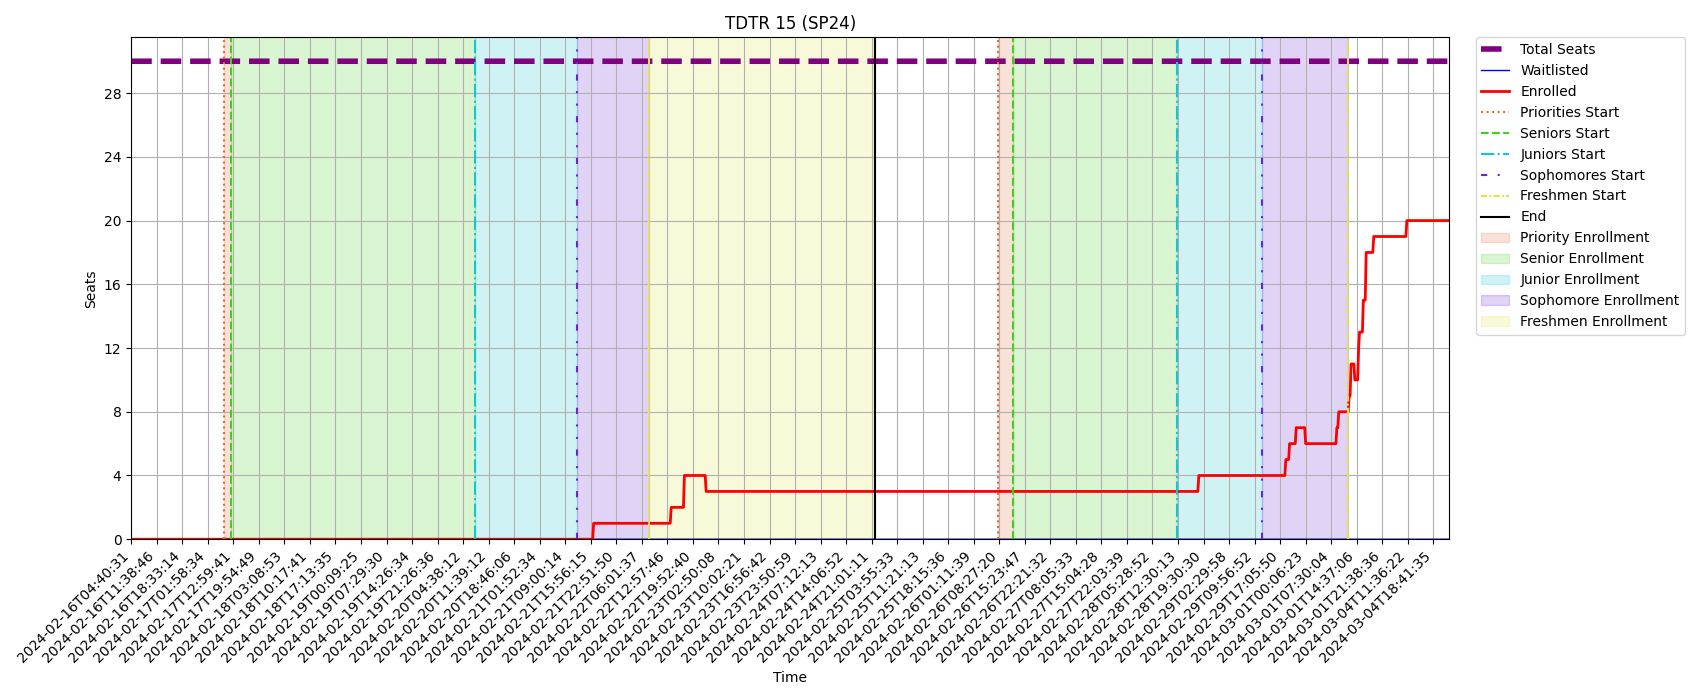 TDTR 15 (SP24)
Seats
28
24
20
16
12
8
4
0
2024-02-16T04:40:31
2024-02-16T11:38:46
2024-02-16T18:33:14
2024-02-17T01:58:34
2024-02-17T12:59:41
2024-02-17T19:54:49
2024-02-18T03:08:53
2024-02-18T10:17:41
2024-02-18T17:13:35
2024-02-19T00:09:25
2024-02-19T07:29:30
2024-02-19T14:26:34
2024-02-19T21:26:36
2024-02-20T04:38:12
2024-02-20T11:39:12
2024-02-20T18:46:06
2024-02-21T01:52:34
2024-02-21T09:00:14
2024-02-21T15:56:15
2024-02-21T22:51:50
2024-02-22T06:01:37
2024-02-22T12:57:46
2024-02-22T19:52:40
2024-02-23T02:50:08
2024-02-23T10:02:21
2024-02-23T16:56:42
2024-02-23T23:50:59
2024-02-24T07:12:13
2024-02-24T14:06:52
2024-02-24T21:01:11
2024-02-25T03:55:33
2024-02-25T11:21:13
2024-02-25T18:15:36
2024-02-26T01:11:39
2024-02-26T08:27:20
2024-02-26T15:23:47
2024-02-26T22:21:32
2024-02-27T08:05:33
2024-02-27T15:04:28
2024-02-27T22:03:39
2024-02-28T05:28:52
2024-02-28T12:30:13
2024-02-28T19:30:30
2024-02-29T02:29:58
2024-02-29T09:56:52
2024-02-29T17:05:50
2024-03-01T00:06:23
2024-03-01T07:30:04
2024-03-01T14:37:06
2024-03-01T21:38:36
2024-03-04T11:36:22
2024-03-04T18:41:35
Time
Total Seats
Waitlisted
Enrolled
Priorities Start
Seniors Start
Juniors Start
Sophomores Start
Freshmen Start
End
Priority Enrollment
Senior Enrollment
Junior Enrollment
Sophomore Enrollment
Freshmen Enrollment